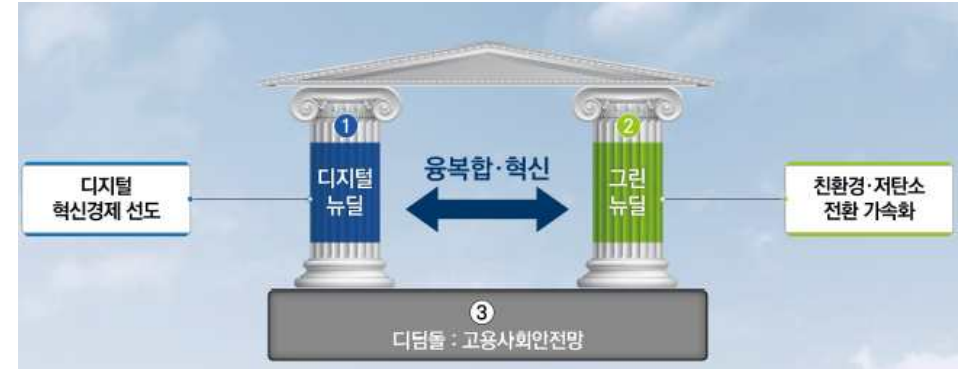 ①
디지털
뉴딜
융복합·혁신
②
그린
뉴딜
디지털
혁신경제 선도
친환경·저탄소
전환 가속화
③
디딤돌 : 고용사회안전망